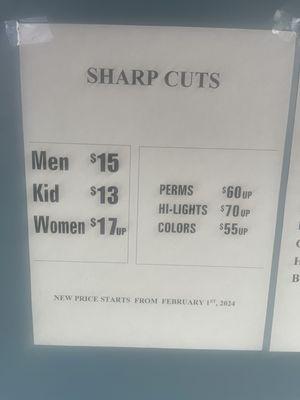 SHARP CUTS
Men $15
Kid $13
Women $17UP
PERMS $60UP
HI-LIGHTS $70UP
COLORS $55UP
NEW PRICE STARTS FROM FEBRUARY 1ST, 2024